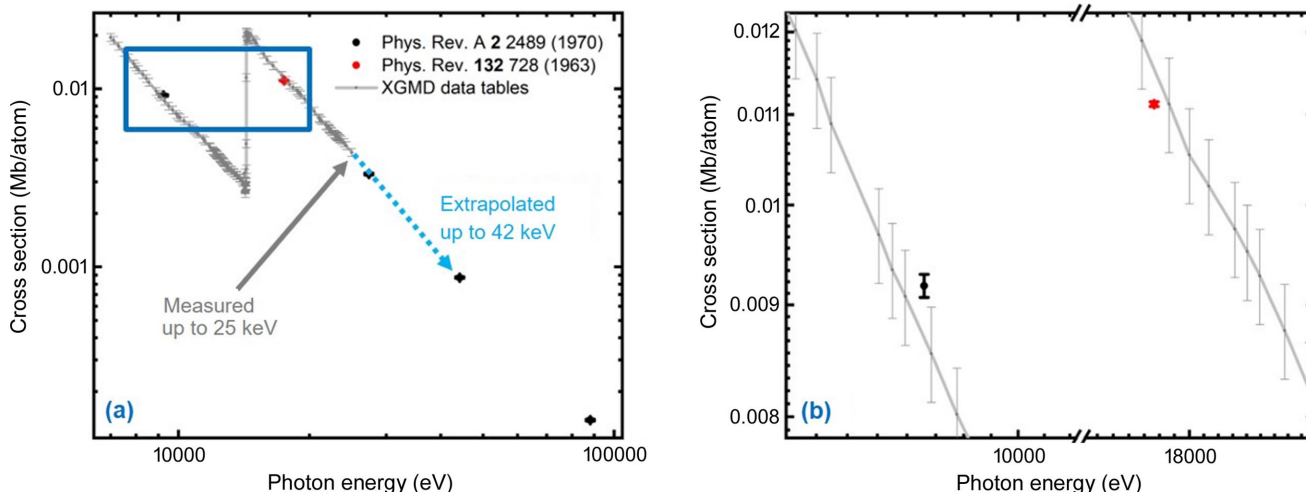 Cross section (Mb/atom)
0.01
0.001
Phys. Rev. A 2 2489 (1970)
Phys. Rev. 132 728 (1963)
XGMD data tables
Extrapolated
up to 42 keV
Measured
up to 25 keV
(a)
10000
100000
Photon energy (eV)
Cross section (Mb/atom)
0.012
0.011
0.01
0.009
0.008
(b)
10000
18000
Photon energy (eV)